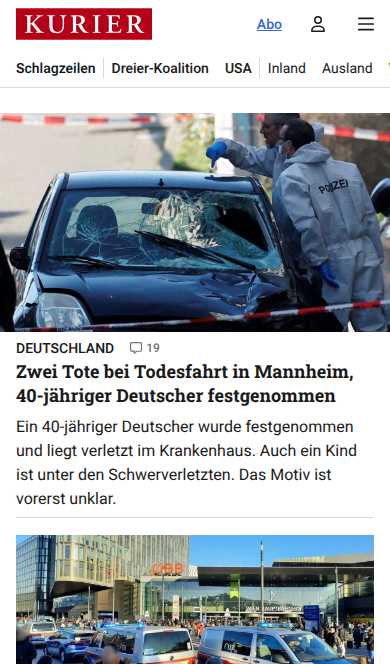 KURIER
Abo
Schlagzeilen Dreier-Koalition USA Inland Ausland
POLIZEI
DEUTSCHLAND 19
Zwei Tote bei Todesfahrt in Mannheim,
40-jähriger Deutscher festgenommen
Ein 40-jähriger Deutscher wurde festgenommen
und liegt verletzt im Krankenhaus. Auch ein Kind
ist unter den Schwerverletzten. Das Motiv ist
vorerst unklar.
ÖBB